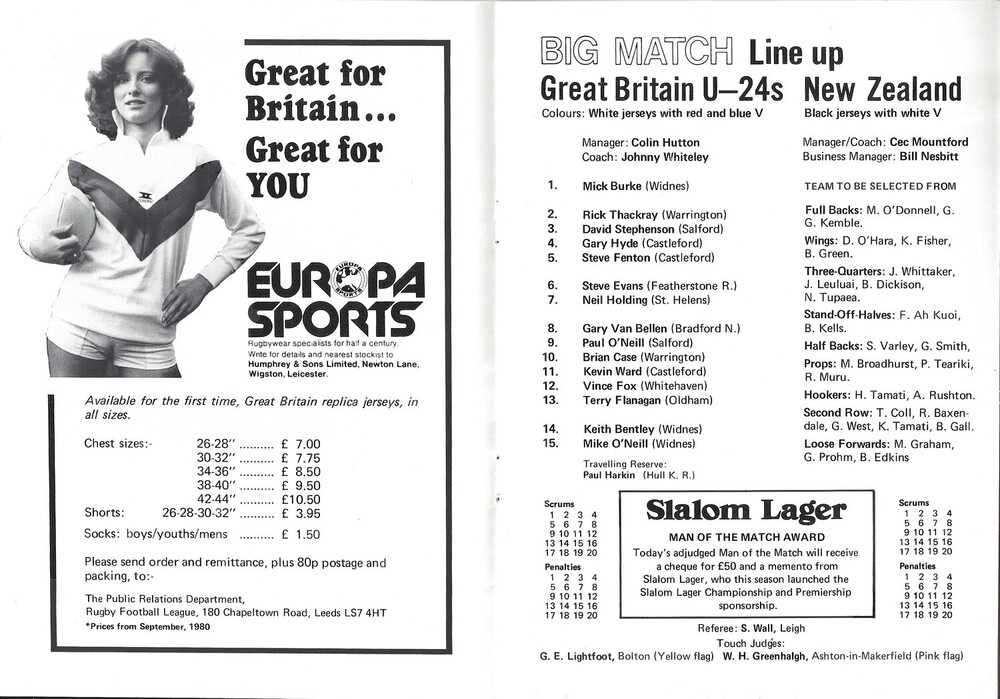 Great for
Britain...
Great for
YOU
EUROPA
SPORTS
Rugbywear specialists for half a century.
Write for details and nearest stockist to
Humphrey & Sons Limited, Newton Lane,
Wigston, Leicester.
Available for the first time, Great Britain replica jerseys, in
all sizes.
Chest sizes:- 26-28’’ .......... £ 7.00
30-32’’ .......... £ 7.75
34-36’’ .......... £ 8.50
38-40’’ .......... £ 9.50
42-44’’ .......... £10.50
Shorts: 26-28-30-32’’ .......... £ 3.95
Socks: boys/youths/mens .......... £ 1.50
Please send order and remittance, plus 80p postage and
packing, to:-
The Public Relations Department,
Rugby Football League, 180 Chapeltown Road, Leeds LS7 4HT
*Prices from September, 1980
BIG MATCH Line up
Great Britain U—24s New Zealand
Colours: White jerseys with red and blue V
Manager: Colin Hutton
Coach: Johnny Whiteley
1. Mick Burke (Widnes)
2. Rick Thackray (Warrington)
3. David Stephenson (Salford)
4. Gary Hyde (Castleford)
5. Steve Fenton (Castleford)
6. Steve Evans (Featherstone R.)
7. Neil Holding (St. Helens)
8. Gary Van Bellen (Bradford N.)
9. Paul O’Neill (Salford)
10. Brian Case (Warrington)
11. Kevin Ward (Castleford)
12. Vince Fox (Whitehaven)
13. Terry Flanagan (Oldham)
14. Keith Bentley (Widnes)
15. Mike O’Neill (Widnes)
Travelling Reserve:
Paul Harkin (Hull K. R.)
Black jerseys with white V
Manager/Coach: Cec Mountford
Business Manager: Bill Nesbitt
TEAM TO BE SELECTED FROM
Full Backs: M. O’Donnell, G.
G. Kemble.
Wings: D. O’Hara, K. Fisher,
B. Green.
Three-Quarters: J. Whittaker,
J. Leuluai, B. Dickison,
N. Tupaea.
Stand-Off-Halves: F. Ah Kuoi,
B. Kells.
Half Backs: S. Varley, G. Smith,
Props: M. Broadhurst, P. Teariki,
R. Muru.
Hookers: H. Tamati, A. Rushton.
Second Row: T. Coll, R. Baxen-
dale, G. West, K. Tamati, B. Gall.
Loose Forwards: M. Graham,
G. Prohm, B. Edkins
Scrums
1 2 3 4
5 6 7 8
9 10 11 12
13 14 15 16
17 18 19 20
Penalties
1 2 3 4
5 6 7 8
9 10 11 12
13 14 15 16
17 18 19 20
Slalom Lager
MAN OF THE MATCH AWARD
Today’s adjudged Man of the Match will receive
a cheque for £50 and a memento from
Slalom Lager, who this season launched the
Slalom Lager Championship and Premiership
sponsorship.
Scrums
1 2 3 4
5 6 7 8
9 10 11 12
13 14 15 16
17 18 19 20
Penalties
1 2 3 4
5 6 7 8
9 10 11 12
13 14 15 16
17 18 19 20
Referee: S. Wall, Leigh
Touch Judges:
G. E. Lightfoot, Bolton (Yellow flag) W. H. Greenhalgh, Ashton-in-Makerfield (Pink flag)